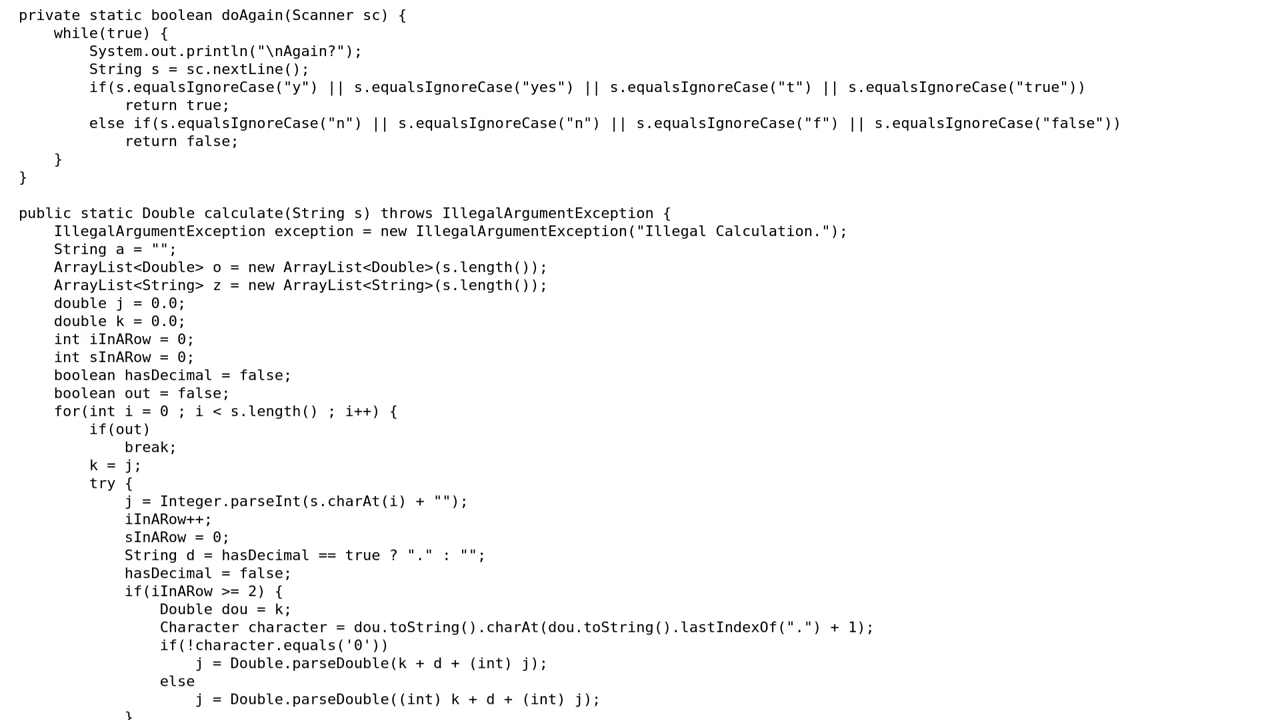 private static boolean doAgain(Scanner sc) {
    while(true) {
        System.out.println("\nAgain?");
        String s = sc.nextLine();
        if(s.equalsIgnoreCase("y") || s.equalsIgnoreCase("yes") || s.equalsIgnoreCase("t") || s.equalsIgnoreCase("true"))
            return true;
        else if(s.equalsIgnoreCase("n") || s.equalsIgnoreCase("n") || s.equalsIgnoreCase("f") || s.equalsIgnoreCase("false"))
            return false;
    }
}

public static Double calculate(String s) throws IllegalArgumentException {
    IllegalArgumentException exception = new IllegalArgumentException("Illegal Calculation.");
    String a = "";
    ArrayList<Double> o = new ArrayList<Double>(s.length());
    ArrayList<String> z = new ArrayList<String>(s.length());
    double j = 0.0;
    double k = 0.0;
    int iInARow = 0;
    int sInARow = 0;
    boolean hasDecimal = false;
    boolean out = false;
    for(int i = 0 ; i < s.length() ; i++) {
        if(out)
            break;
        k = j;
        try {
            j = Integer.parseInt(s.charAt(i) + "");
            iInARow++;
            sInARow = 0;
            String d = hasDecimal == true ? "." : "";
            hasDecimal = false;
            if(iInARow >= 2) {
                Double dou = k;
                Character character = dou.toString().charAt(dou.toString().lastIndexOf(".") + 1);
                if(!character.equals('0'))
                    j = Double.parseDouble(k + d + (int) j);
                else
                    j = Double.parseDouble((int) k + d + (int) j);
            }